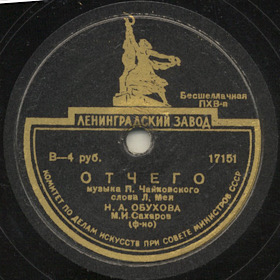 Бесшеллачная
ПХВ-я
ЛЕНИНГРАДСКИЙ ЗАВОД
В—4 руб.
17151
ОТЧЕГО
музыка П. Чайковского
слова Л. Мея
Н. А. ОБУХОВА
М. И. Сахаров
(ф-но)
КОМИТЕТ ПО ДЕЛАМ ИСКУССТВ ПРИ СОВЕТЕ МИНИСТРОВ СССР